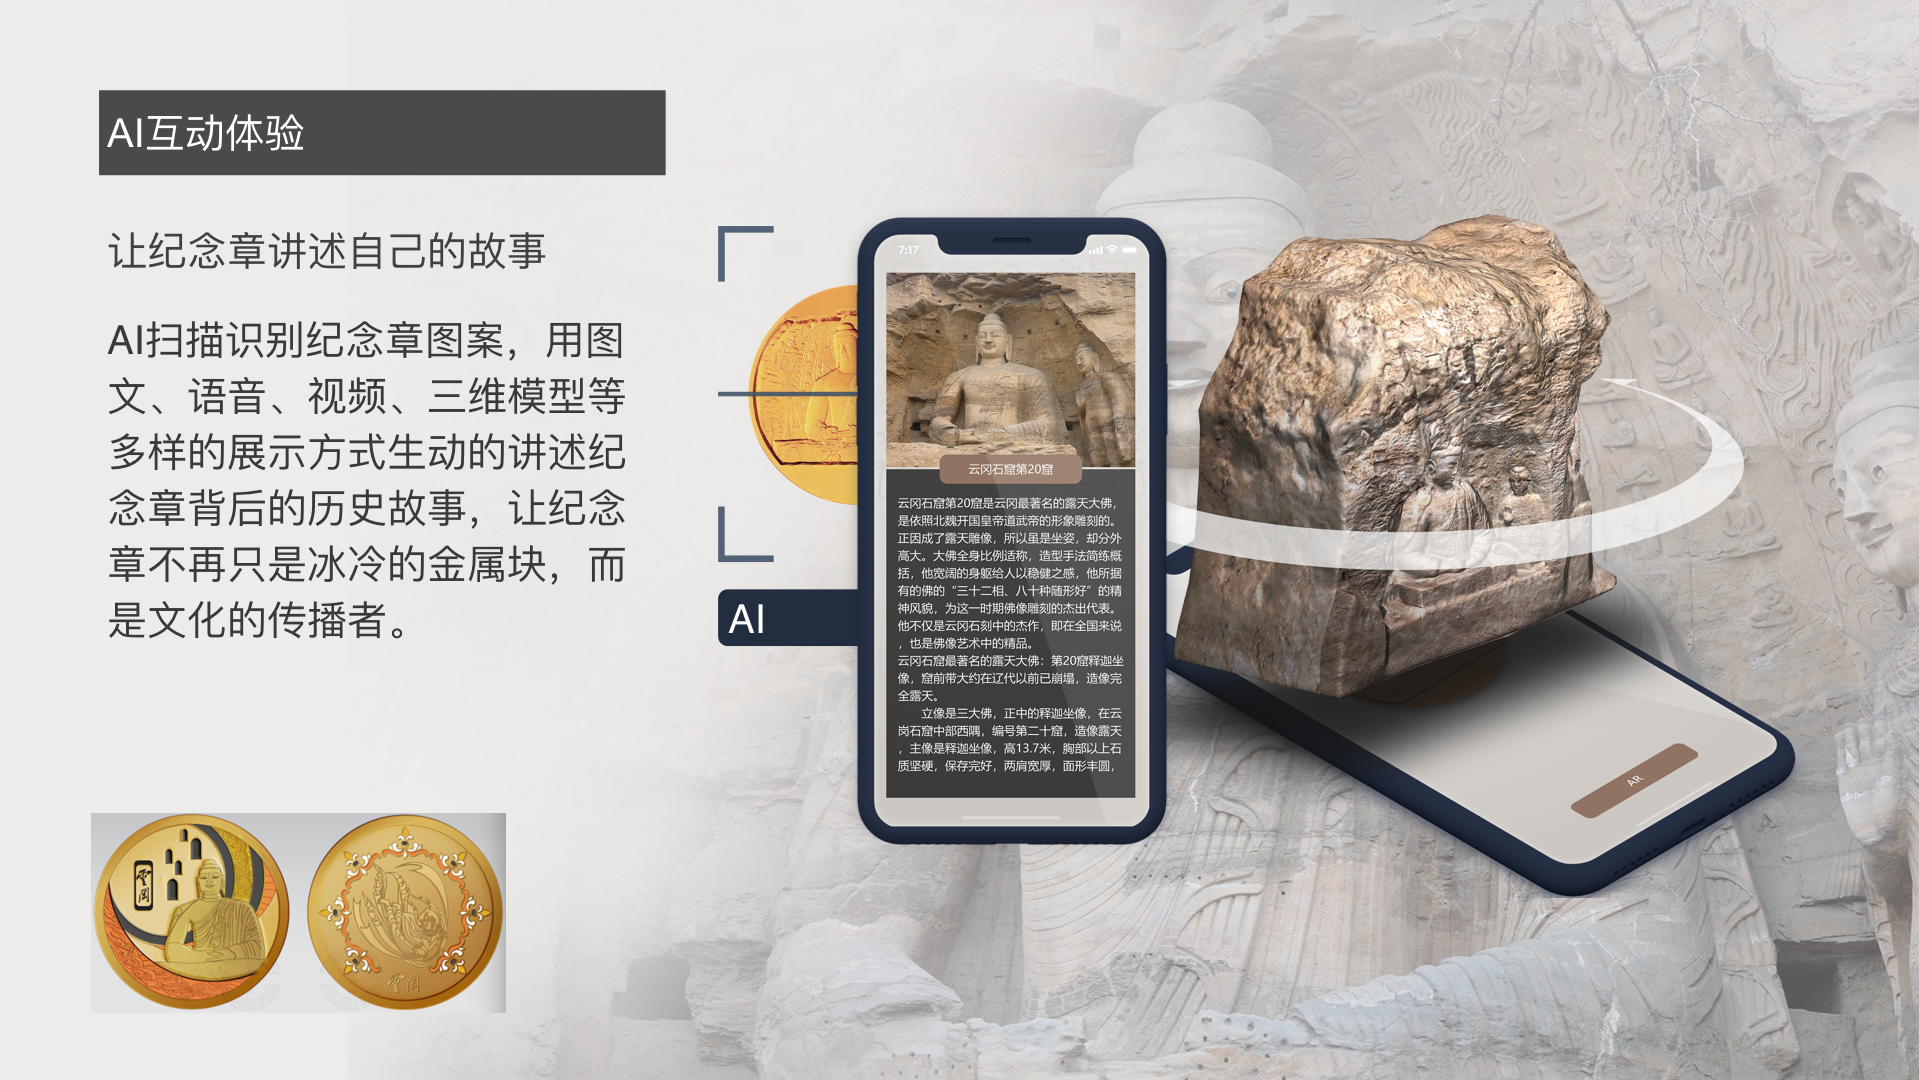 AI互动体验
让纪念章讲述自己的故事
AI扫描识别纪念章图案，用图
文、语音、视频、三维模型等
多样的展示方式生动的讲述纪
念章背后的历史故事，让纪念
章不再只是冰冷的金属块，而
是文化的传播者。
AI
7:17
云冈石窟第20窟
云冈石窟第20窟是云冈最著名的露天大佛，
是依照北魏开国皇帝道武帝的形象雕刻的。
正因成了露天雕像，所以虽是坐姿，却分外
高大。大佛全身比例适称，造型手法简练概
括，他宽阔的身躯给人以稳健之感，他所据
有的佛的“三十二相、八十种随形好”的精
神风貌，为这一时期佛像雕刻的杰出代表。
他不仅是云冈石刻中的杰作，即在全国来说
，也是佛像艺术中的精品。
云冈石窟最著名的露天大佛：第20窟释迦坐
像，窟前带大约在辽代以前已崩塌，造像完
全露天。
立像是三大佛，正中的释迦坐像，在云
岗石窟中部西隅，编号第二十窟，造像露天
，主像是释迦坐像，高13.7米，胸部以上石
质坚硬，保存完好，两肩宽厚，面形丰圆，
AR
雲岡
雲岡